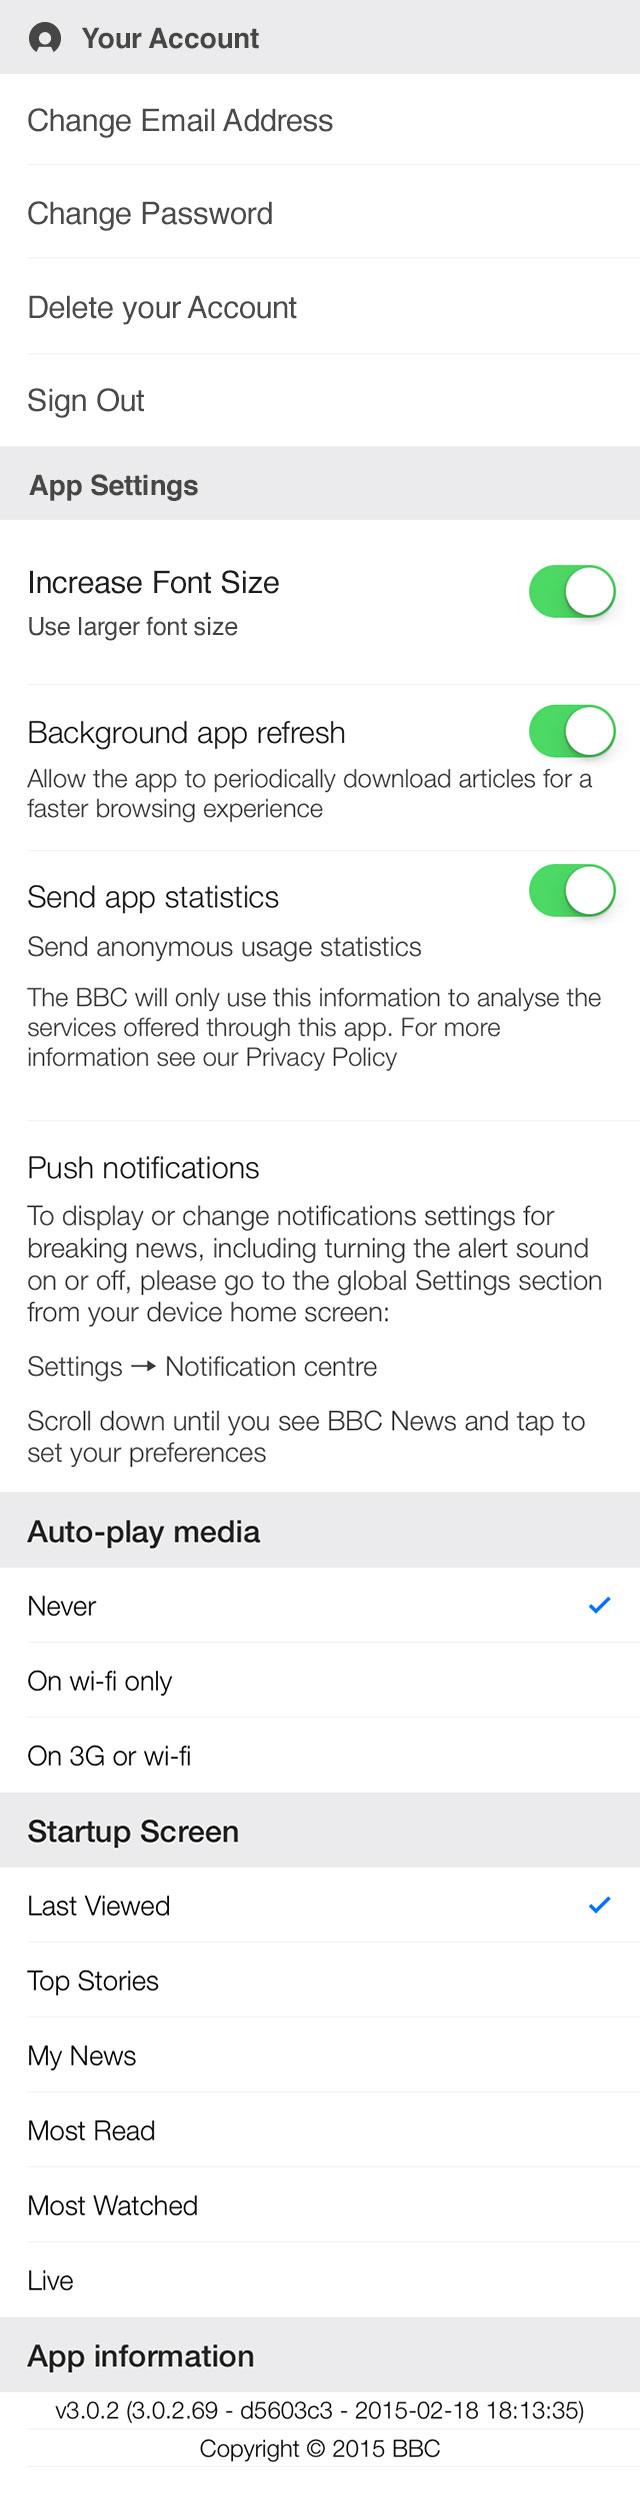 Your Account
Change Email Address
Change Password
Delete your Account
Sign Out
App Settings
Increase Font Size
Use larger font size
Background app refresh
Allow the app to periodically download articles for a
faster browsing experience
Send app statistics
Send anonymous usage statistics
The BBC will only use this information to analyse the
services offered through this app. For more
information see our Privacy Policy
Push notifications
To display or change notifications settings for
breaking news, including turning the alert sound
on or off, please go to the global Settings section
from your device home screen:
Settings → Notification centre
Scroll down until you see BBC News and tap to
set your preferences
Auto-play media
Never
On wi-fi only
On 3G or wi-fi
Startup Screen
Last Viewed
Top Stories
My News
Most Read
Most Watched
Live
App information
v3.0.2 (3.0.2.69 - d5603c3 - 2015-02-18 18:13:35)
Copyright © 2015 BBC